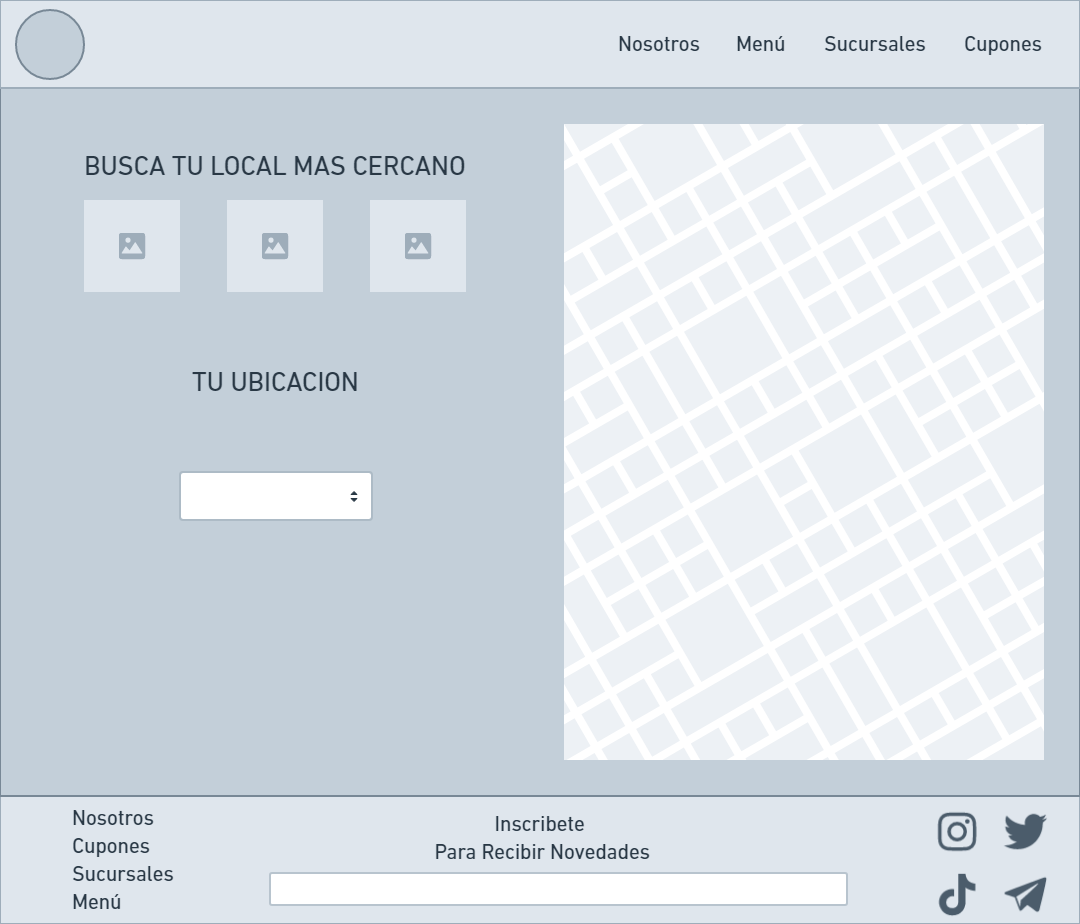 Nosotros Menú Sucursales Cupones
BUSCA TU LOCAL MAS CERCANO
TU UBICACION
Nosotros
Cupones
Sucursales
Menú
Inscribete
Para Recibir Novedades